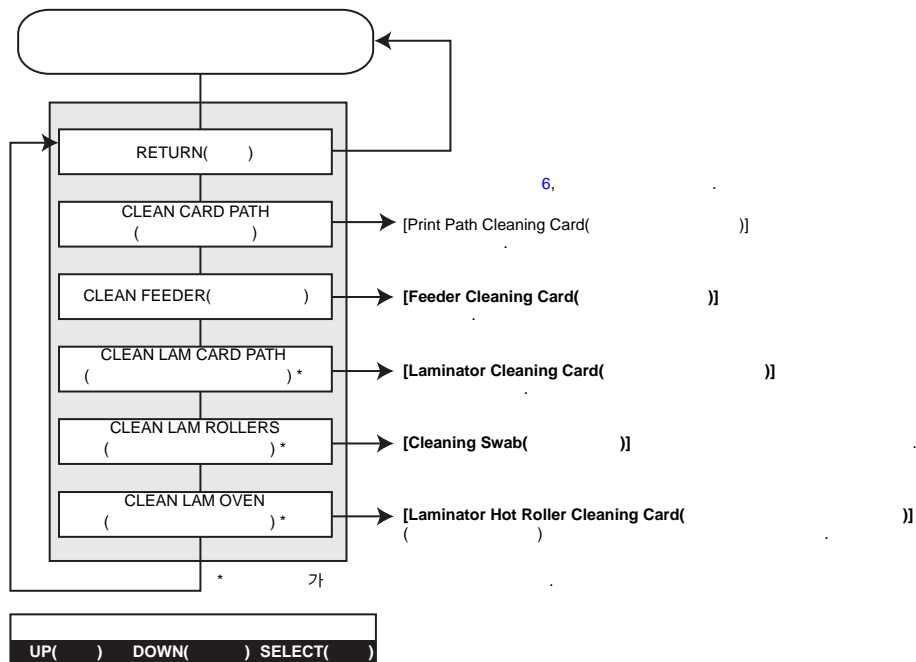 RETURN( )
6, .
CLEAN CARD PATH
( )
[Print Path Cleaning Card( )]
.
CLEAN FEEDER( )
[Feeder Cleaning Card( )]
.
CLEAN LAM CARD PATH
( ) *
[Laminator Cleaning Card( )]
.
CLEAN LAM ROLLERS
( ) *
[Cleaning Swab( )] .
CLEAN LAM OVEN
( ) *
[Laminator Hot Roller Cleaning Card( )]
( ) .
* 가 .
UP( ) DOWN( ) SELECT( )